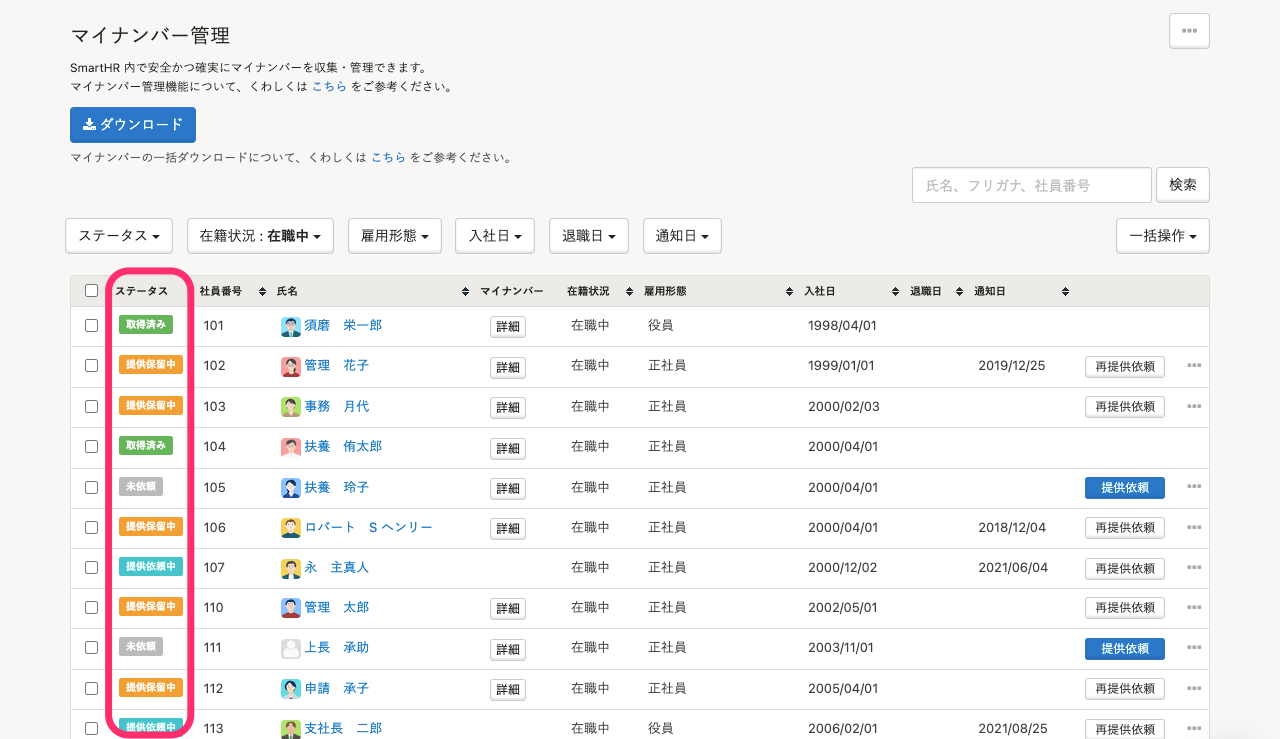 マイナンバー管理
•••
SmartHR 内で安全かつ確実にマイナンバーを収集・管理できます。
マイナンバー管理機能について、くわしくは こちら をご参考ください。
ダウンロード
マイナンバーの一括ダウンロードについて、くわしくは こちら をご参考ください。
氏名、フリガナ、社員番号 検索
ステータス 在籍状況 : 在職中 雇用形態 入社日 退職日 通知日 一括操作
ステータス 社員番号 氏名 マイナンバー 在籍状況 雇用形態 入社日 退職日 通知日
取得済み 101 須磨 栄一郎 詳細 在職中 役員 1998/04/01
提供保留中 102 管理 花子 詳細 在職中 正社員 1999/01/01 2019/12/25 再提供依頼 •••
提供保留中 103 事務 月代 詳細 在職中 正社員 2000/02/03 再提供依頼 •••
取得済み 104 扶養 侑太郎 詳細 在職中 正社員 2000/04/01
未依頼 105 扶養 玲子 詳細 在職中 正社員 2000/04/01 提供依頼 •••
提供保留中 106 ロバート S ヘンリー 詳細 在職中 正社員 2000/04/01 2018/12/04 再提供依頼 •••
提供依頼中 107 永 主真人 在職中 正社員 2000/12/02 2021/06/04 再提供依頼 •••
提供保留中 110 管理 太郎 詳細 在職中 正社員 2002/05/01 再提供依頼 •••
未依頼 111 上長 承助 詳細 在職中 正社員 2003/11/01 提供依頼 •••
提供保留中 112 申請 承子 詳細 在職中 正社員 2005/04/01 再提供依頼 •••
提供依頼中 113 支社長 二郎 在職中 役員 2006/02/01 2021/08/25 再提供依頼 •••